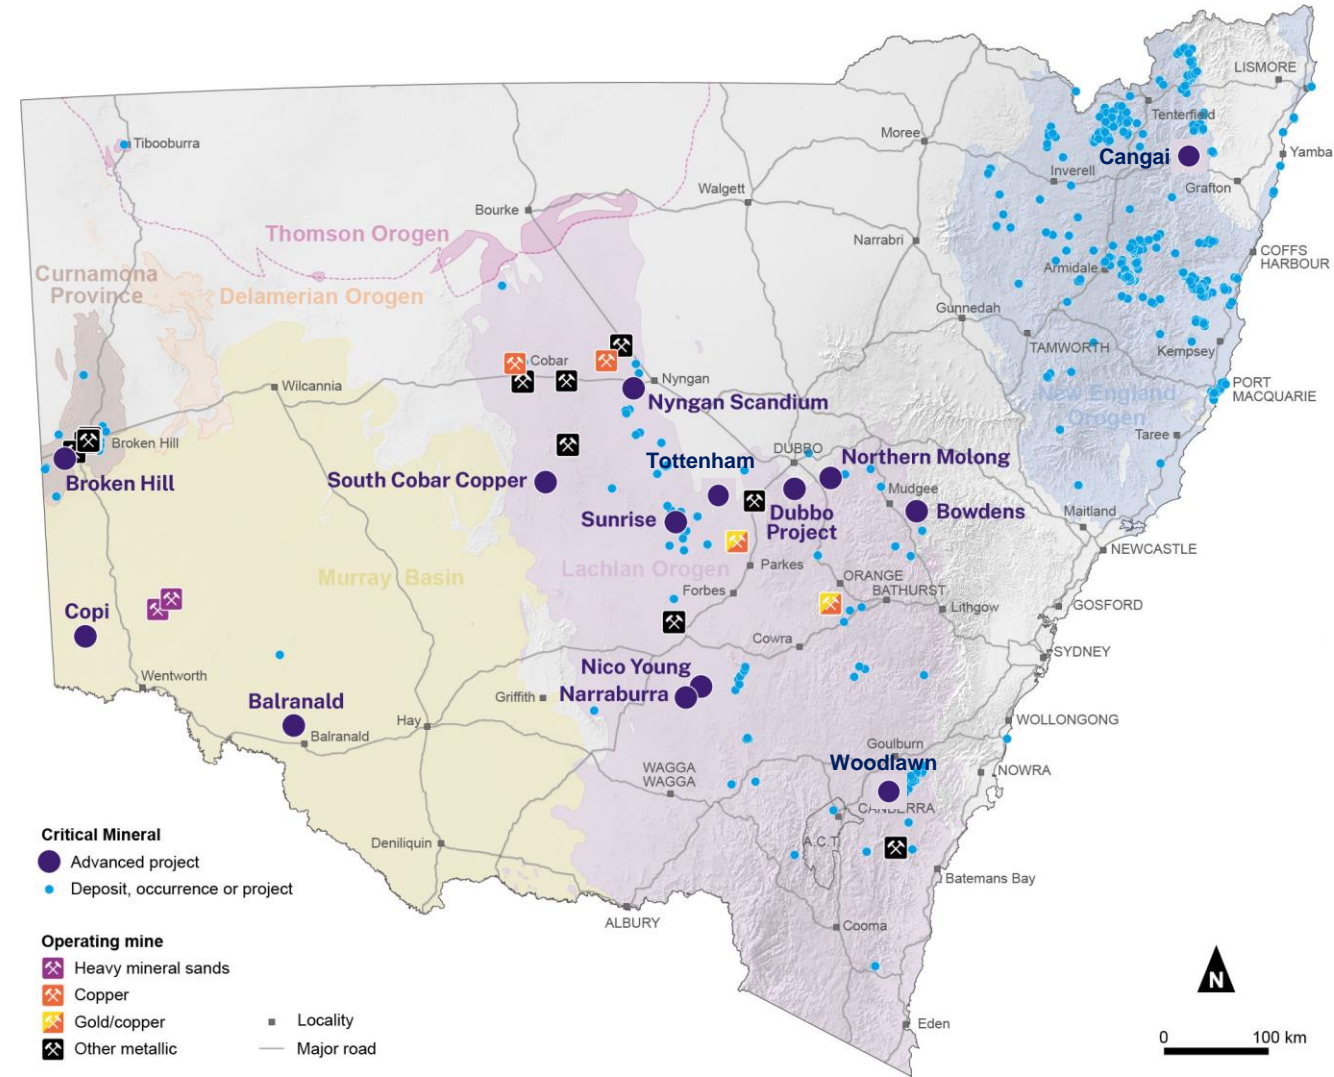 LISMORE
Tenterfield
Tibooburra
Moree
Cangai
Yamba
Inverell
Walgett
Grafton
Bourke
Thomson Orogen
Narrabri
COFFS
HARBOUR
Curnamona
Province
Armidale
Delamerian Orogen
Gunnedah
TAMWORTH
Kempsey
Cobar
Nyngan
Wilcannia
PORT
MACQUARIE
New England
Orogen
Nyngan Scandium
Taree
Broken Hill
DUBBO
Northern Molong
Tottenham
Broken Hill
South Cobar Copper
Mudgee
Maitland
Sunrise
Dubbo
Project
Bowdens
NEWCASTLE
Lachlan Orogen
Parkes
Murray Basin
ORANGE
BATHURST
Forbes
Lithgow
GOSFORD
Copi
Cowra
SYDNEY
Nico Young
Wentworth
Narraburra
Griffith
Balranald
Hay
WOLLONGONG
Balranald
Goulburn
Woodlawn
WAGGA
WAGGA
NOWRA
CANBERRA
A.C.T.
Deniliquin
Batemans Bay
ALBURY
Cooma
Eden
Critical Mineral
Advanced project
Deposit, occurrence or project
Operating mine
Heavy mineral sands
Copper
Gold/copper
Other metallic
Locality
Major road
N
0 100 km